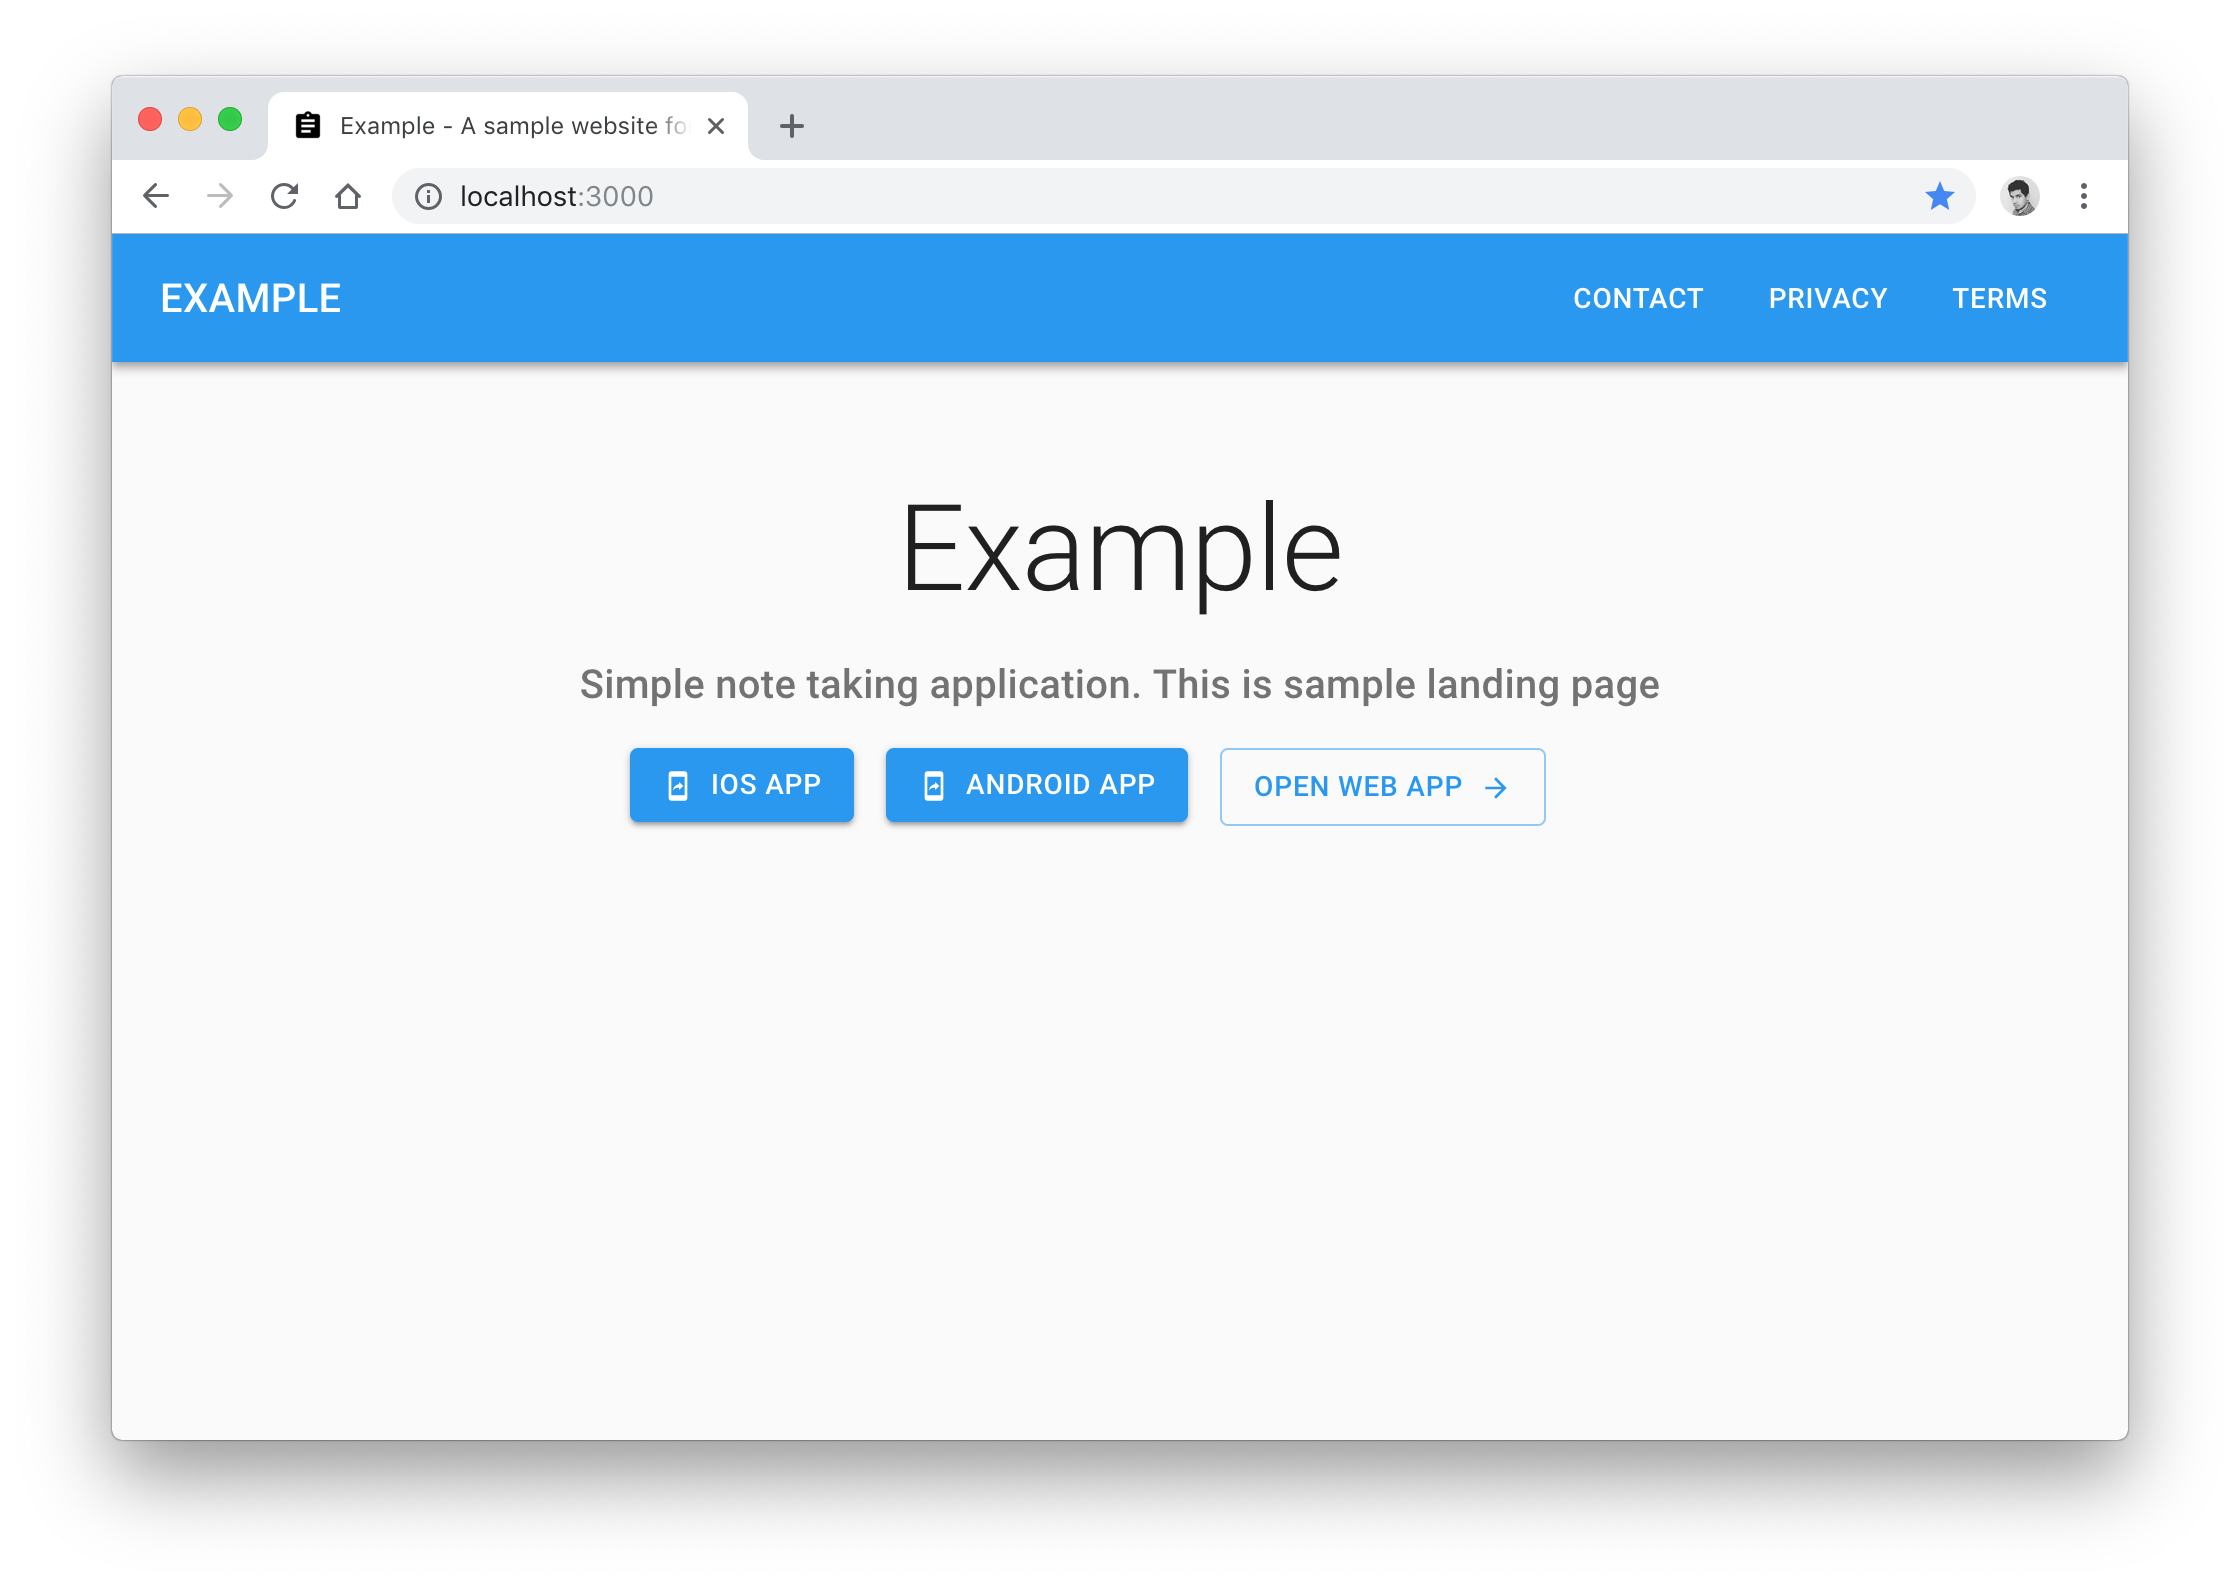 Example - A sample website fo
localhost:3000
EXAMPLE CONTACT PRIVACY TERMS
Example
Simple note taking application. This is sample landing page
IOS APP ANDROID APP OPEN WEB APP